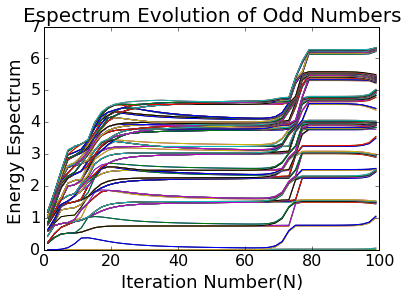 Espectrum Evolution of Odd Numbers
7
6
5
4
3
2
1
0
Energy Espectrum
0 20 40 60 80 100
Iteration Number(N)